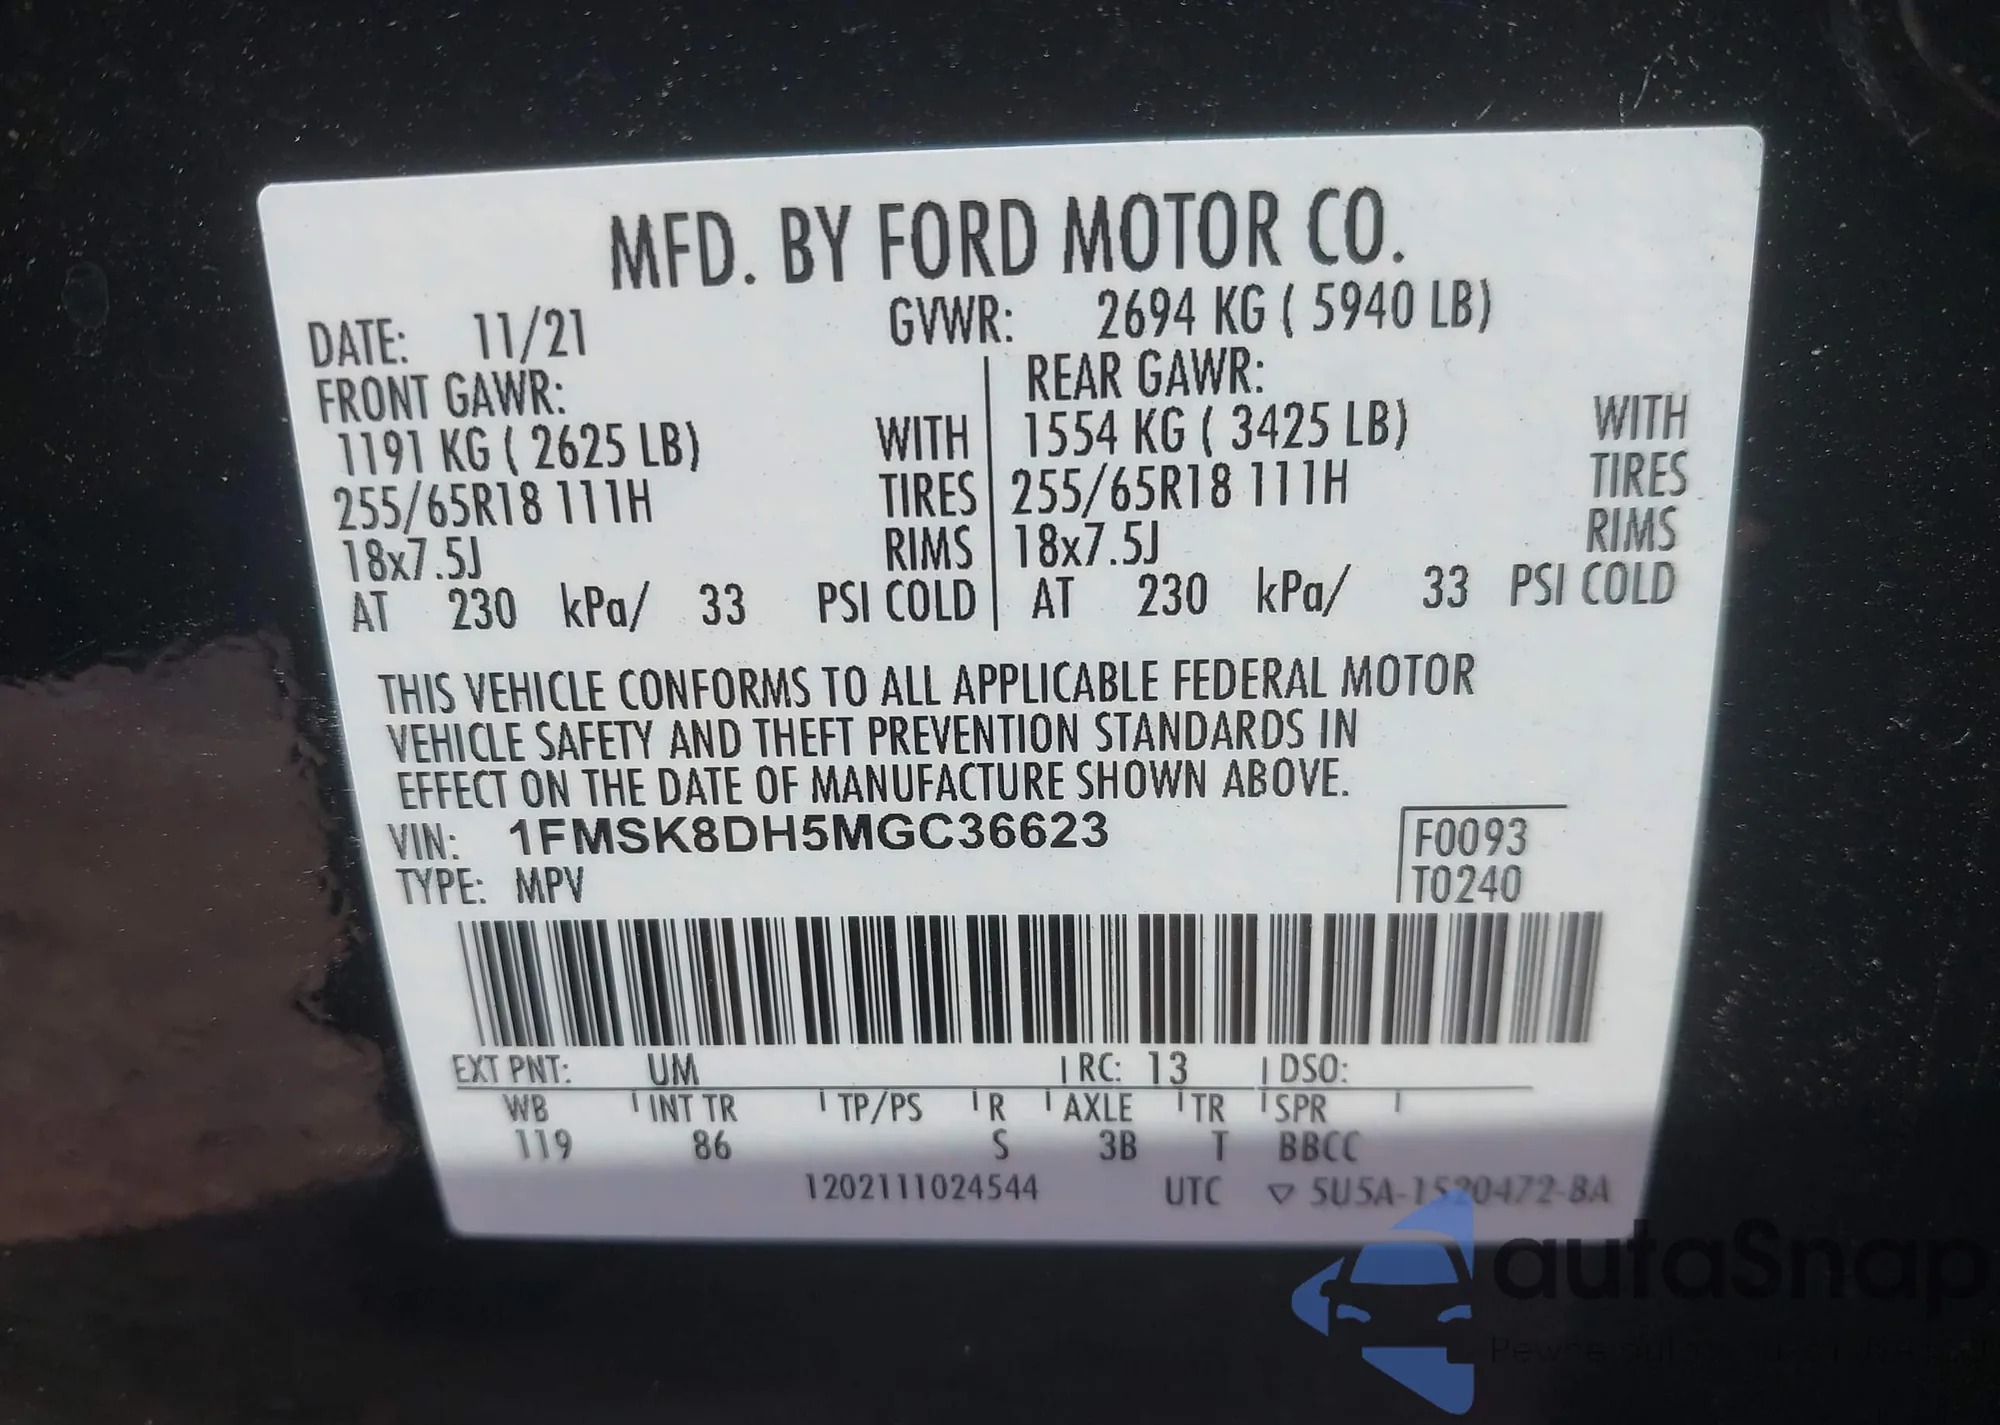 MFD. BY FORD MOTOR CO.
DATE: 11/21 GVWR: 2694 KG ( 5940 LB)
FRONT GAWR: REAR GAWR:
1191 KG ( 2625 LB) WITH 1554 KG ( 3425 LB) WITH
255/65R18 111H TIRES 255/65R18 111H TIRES
18x7.5J RIMS 18x7.5J RIMS
AT 230 kPa/ 33 PSI COLD AT 230 kPa/ 33 PSI COLD
THIS VEHICLE CONFORMS TO ALL APPLICABLE FEDERAL MOTOR
VEHICLE SAFETY AND THEFT PREVENTION STANDARDS IN
EFFECT ON THE DATE OF MANUFACTURE SHOWN ABOVE.
VIN: 1FMSK8DH5MGC36623 F0093
TYPE: MPV T0240
EXT PNT: UM RC: 13 DSO:
WB INT TR TP/PS R AXLE TR SPR
119 86 S 3B T BBCC
1202111024544 UTC ▽ 5U5A-1520472-BA
autaSnap